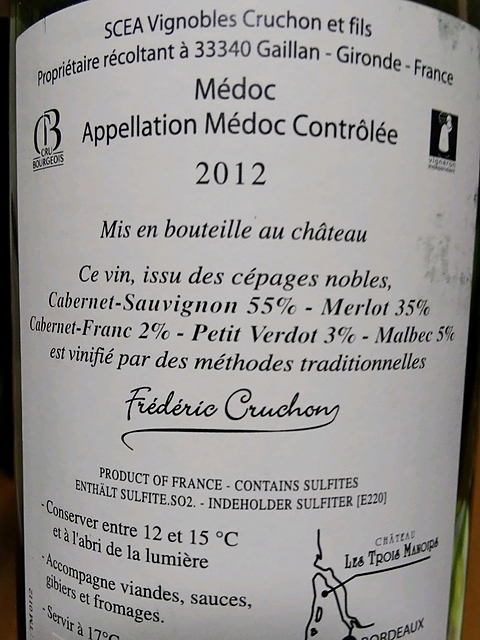 SCEA Vignobles Cruchon et fils
Propriétaire récoltant à 33340 Gaillan - Gironde - France
Médoc
Appellation Médoc Contrôlée
CB
CRU
BOURGEOIS
vigneron
indépendant
2012
Mis en bouteille au château
Ce vin, issu des cépages nobles,
Cabernet-Sauvignon 55% - Merlot 35%
Cabernet-Franc 2% - Petit Verdot 3% - Malbec 5%
est vinifié par des méthodes traditionnelles
Frédéric Cruchon
PRODUCT OF FRANCE - CONTAINS SULFITES
ENTHÄLT SULFITE.SO2. - INDEHOLDER SULFITER [E220]
- Conserver entre 12 et 15 °C
et à l'abri de la lumière
- Accompagne viandes, sauces,
gibiers et fromages.
- Servir à 17°C
CHÂTEAU
LES TROIS MANOIRS
BORDEAUX